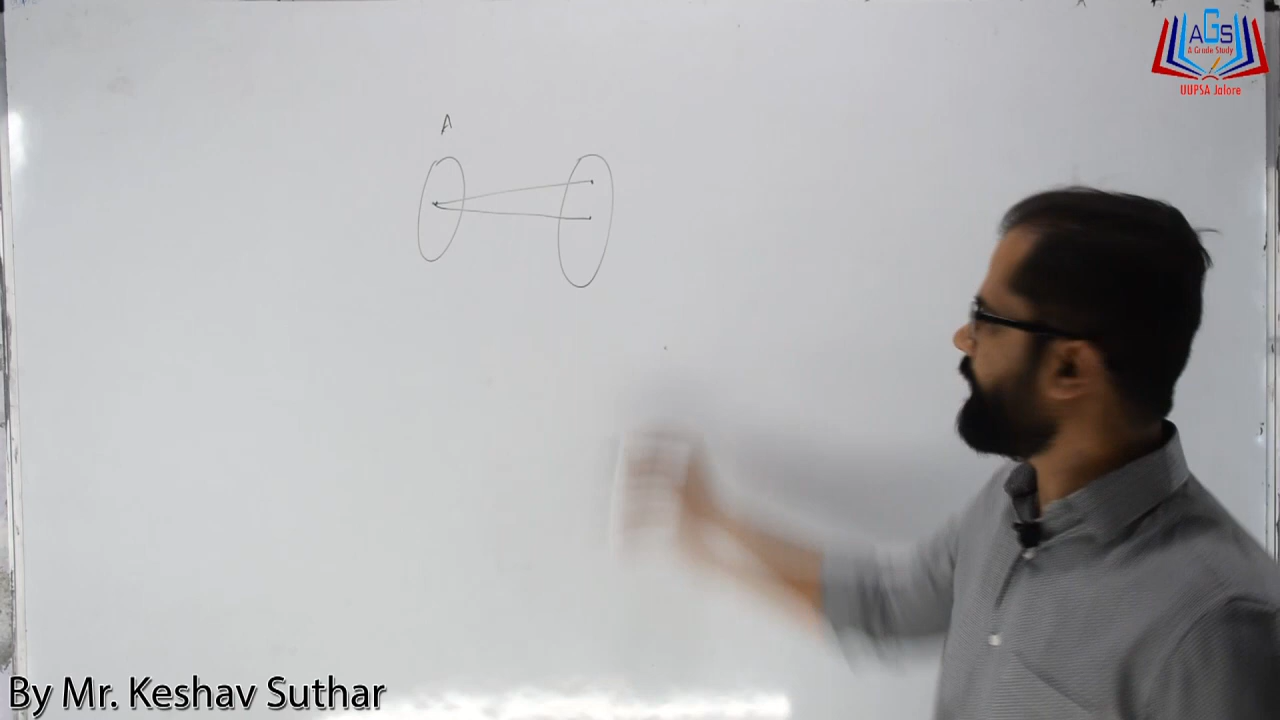 AGS
A Grade Study
UUPSA Jalore
A
By Mr. Keshav Suthar